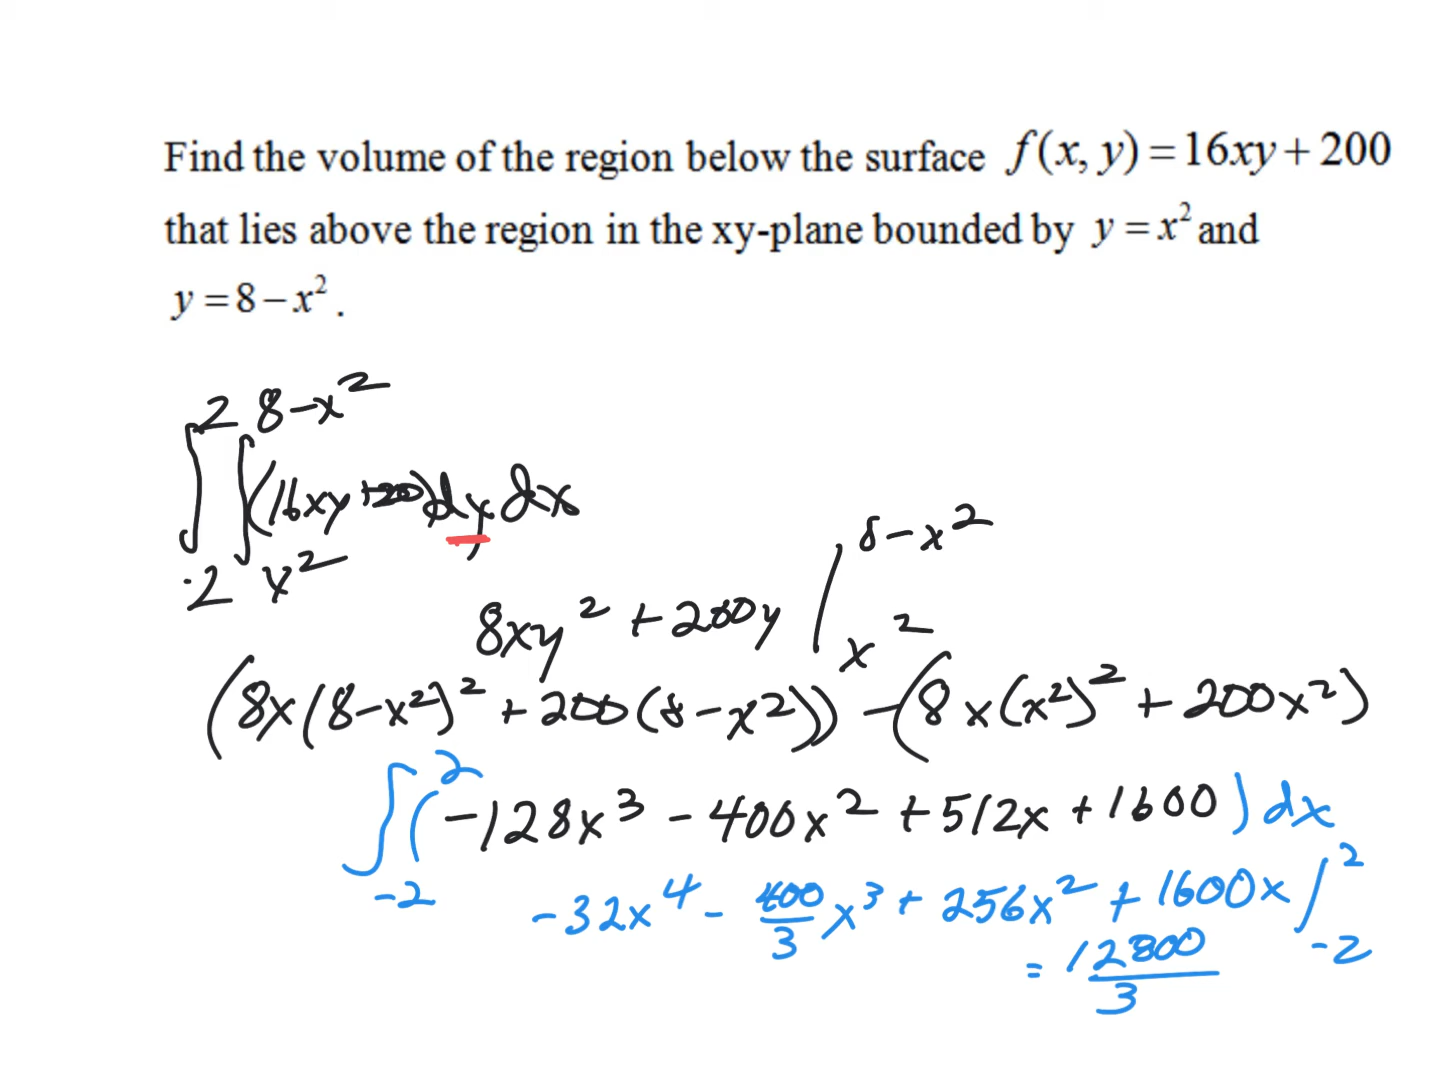 Find the volume of the region below the surface f(x, y) = 16xy + 200
that lies above the region in the xy-plane bounded by y = x² and
y = 8 − x².
∫₋₂² ∫ₓ²^(8−x²) (16xy + 200) dy dx
8xy² + 200y |ₓ²^(8−x²)
(8x(8−x²)² + 200(8−x²)) − (8x(x²)² + 200x²)
∫₋₂² (−128x³ − 400x² + 512x + 1600) dx
−32x⁴ − 400/3 x³ + 256x² + 1600x |₋₂²
= 12800/3